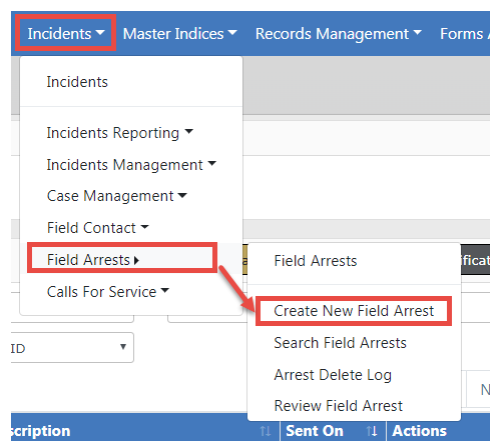 Incidents Master Indices Records Management Forms
Incidents
Incidents Reporting
Incidents Management
Case Management
Field Contact
Field Arrests
Calls For Service
Field Arrests
Create New Field Arrest
Search Field Arrests
Arrest Delete Log
Review Field Arrest
ID
scription Sent On Actions